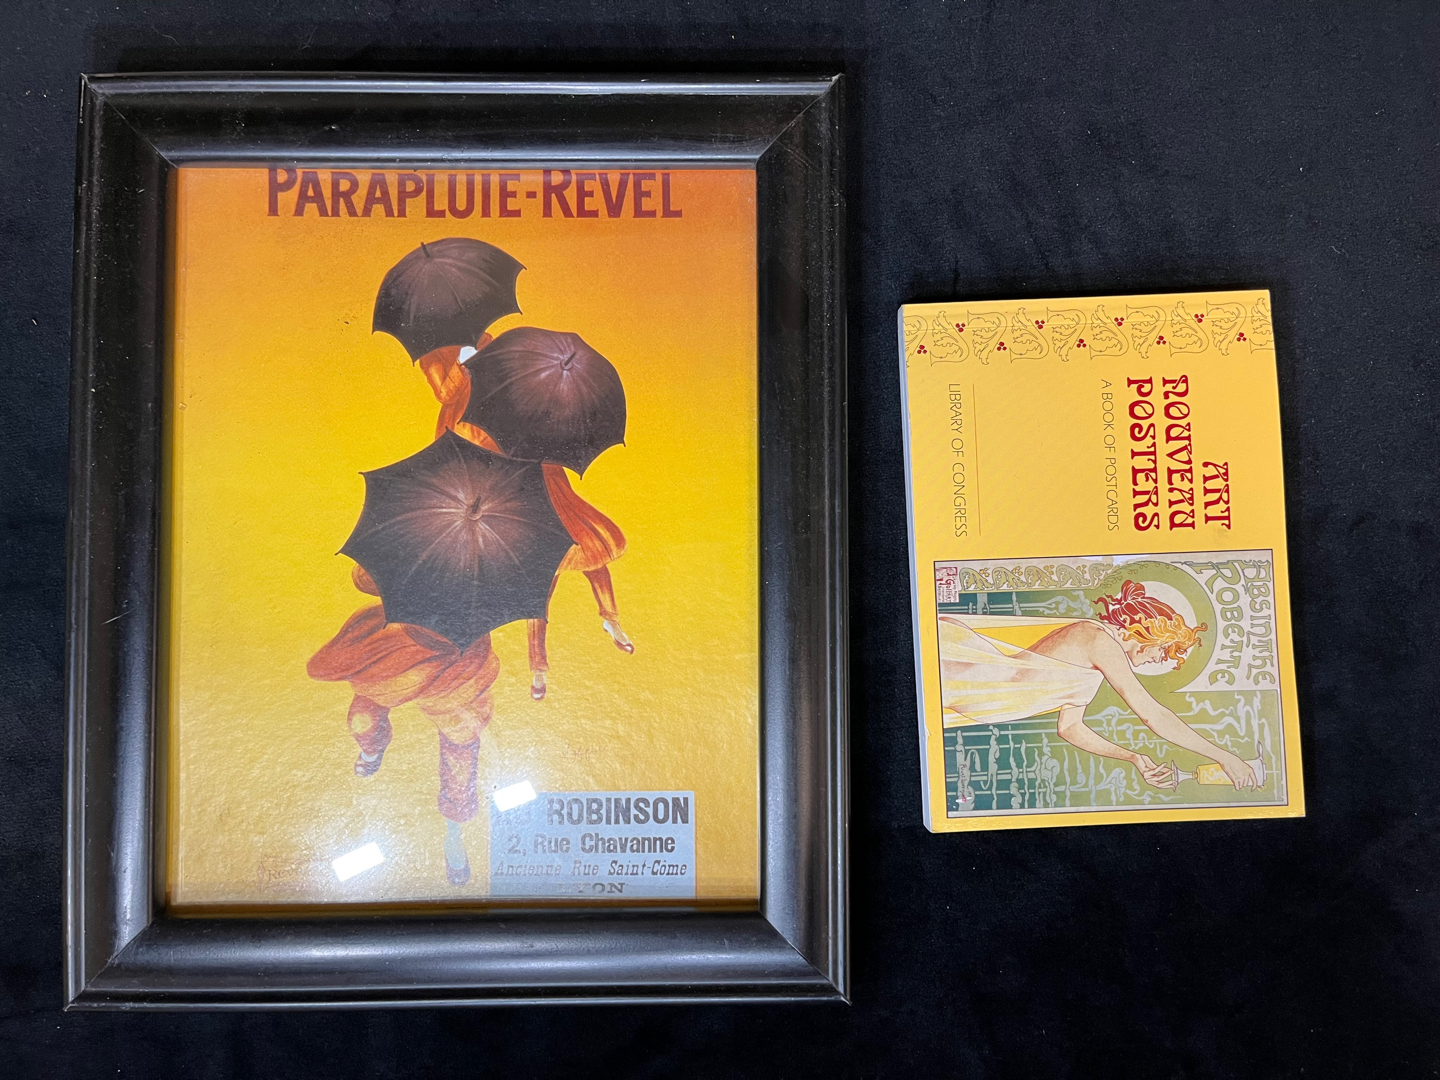 PARAPLUIE-REVEL
ROBINSON
2, Rue Chavanne
Ancienne Rue Saint-Côme
LYON
ART
NOUVEAU
POSTERS
A BOOK OF POSTCARDS
LIBRARY OF CONGRESS
ABSINTHE
ROBETTE